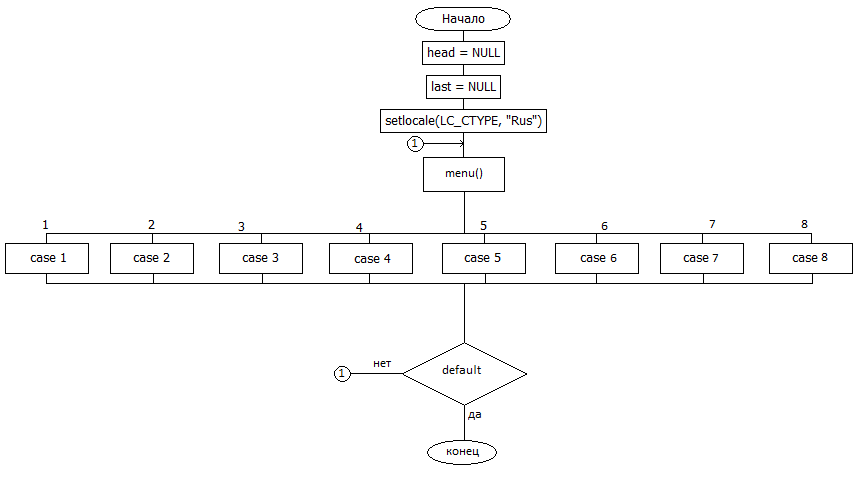 Начало
head = NULL
last = NULL
setlocale(LC_CTYPE, "Rus")
1
menu()
1 2 3 4 5 6 7 8
case 1 case 2 case 3 case 4 case 5 case 6 case 7 case 8
нет
1
default
да
конец